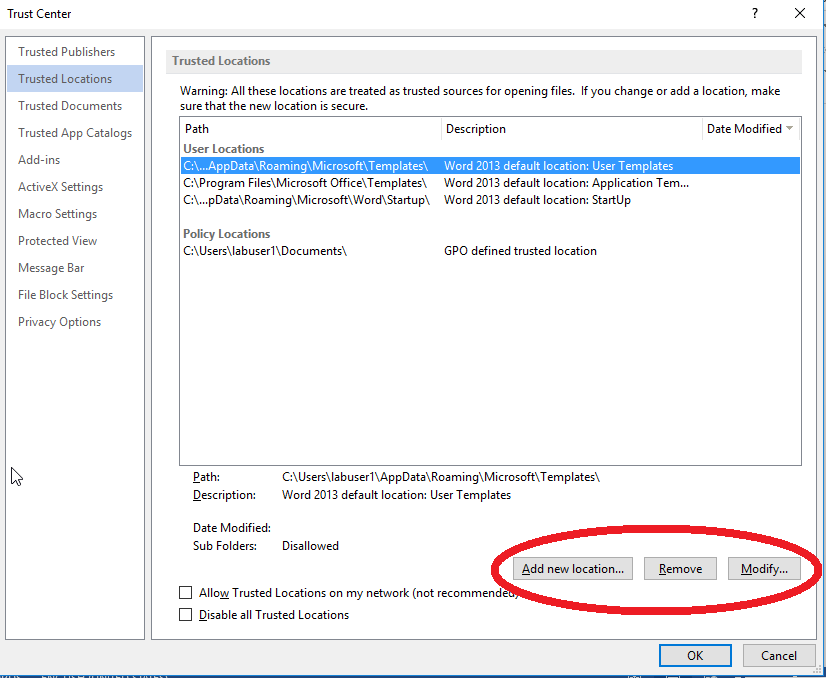 Trust Center
?
Trusted Publishers
Trusted Locations
Trusted Documents
Trusted App Catalogs
Add-ins
ActiveX Settings
Macro Settings
Protected View
Message Bar
File Block Settings
Privacy Options
Trusted Locations
Warning: All these locations are treated as trusted sources for opening files. If you change or add a location, make
sure that the new location is secure.
Path Description Date Modified
User Locations
C:\...AppData\Roaming\Microsoft\Templates\ Word 2013 default location: User Templates
C:\Program Files\Microsoft Office\Templates\ Word 2013 default location: Application Tem...
C:\...pData\Roaming\Microsoft\Word\Startup\ Word 2013 default location: StartUp
Policy Locations
C:\Users\labuser1\Documents\ GPO defined trusted location
Path: C:\Users\labuser1\AppData\Roaming\Microsoft\Templates\
Description: Word 2013 default location: User Templates
Date Modified:
Sub Folders: Disallowed
Add new location... Remove Modify...
Allow Trusted Locations on my network (not recommended)
Disable all Trusted Locations
OK Cancel